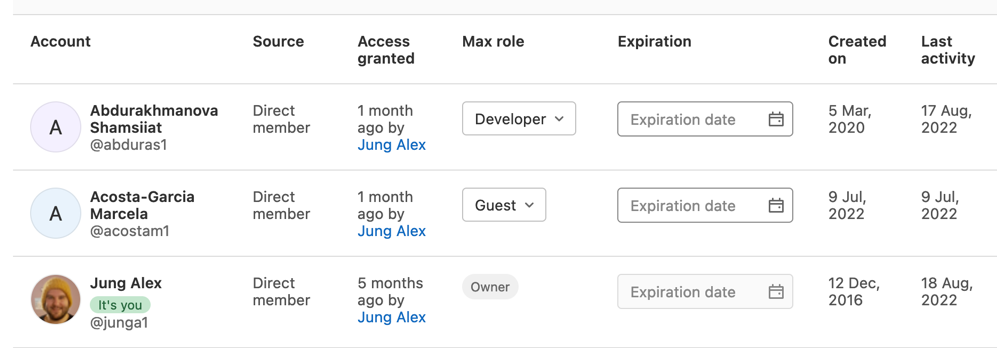 Account Source Access granted Max role Expiration Created on Last activity
A
Abdurakhmanova
Shamsiiat
@abduras1
Direct
member
1 month
ago by
Jung Alex
Developer
Expiration date
5 Mar,
2020
17 Aug,
2022
A
Acosta-Garcia
Marcela
@acostam1
Direct
member
1 month
ago by
Jung Alex
Guest
Expiration date
9 Jul,
2022
9 Jul,
2022
Jung Alex
It's you
@junga1
Direct
member
5 months
ago by
Jung Alex
Owner
Expiration date
12 Dec,
2016
18 Aug,
2022